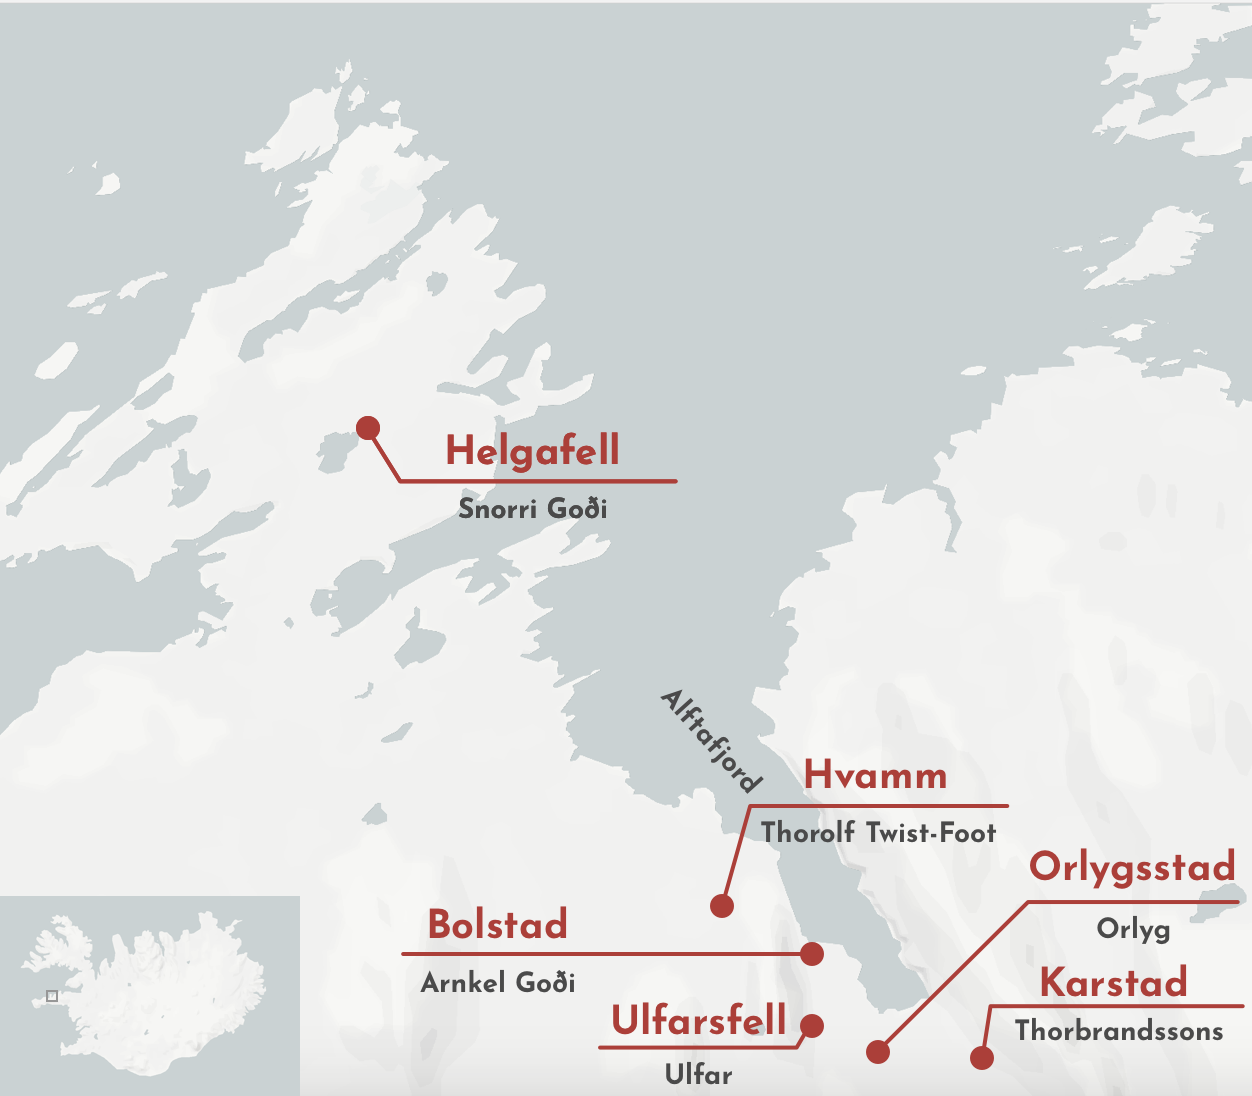 Helgafell
Snorri Goði
Alftafjord
Hvamm
Thorolf Twist-Foot
Orlygsstad
Orlyg
Bolstad
Arnkel Goði
Karstad
Thorbrandssons
Ulfarsfell
Ulfar